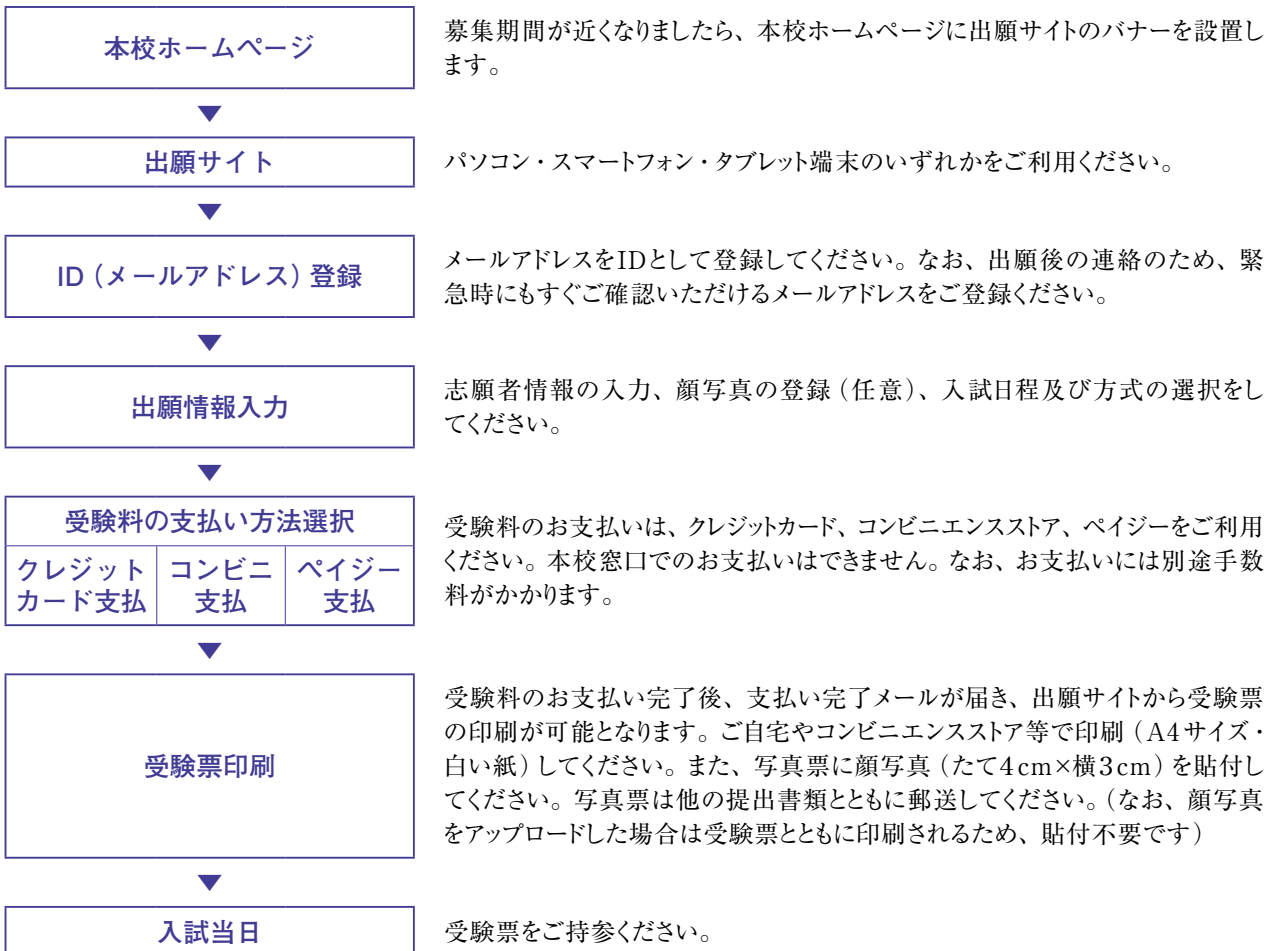 本校ホームページ
募集期間が近くなりましたら、本校ホームページに出願サイトのバナーを設置し
ます。
▼
出願サイト
パソコン・スマートフォン・タブレット端末のいずれかをご利用ください。
▼
ID（メールアドレス）登録
メールアドレスをIDとして登録してください。なお、出願後の連絡のため、緊
急時にもすぐご確認いただけるメールアドレスをご登録ください。
▼
出願情報入力
志願者情報の入力、顔写真の登録（任意）、入試日程及び方式の選択をし
てください。
▼
受験料の支払い方法選択
クレジット
カード支払
コンビニ
支払
ペイジー
支払
受験料のお支払いは、クレジットカード、コンビニエンスストア、ペイジーをご利用
ください。本校窓口でのお支払いはできません。なお、お支払いには別途手数
料がかかります。
▼
受験票印刷
受験料のお支払い完了後、支払い完了メールが届き、出願サイトから受験票
の印刷が可能となります。ご自宅やコンビニエンスストア等で印刷（A4サイズ・
白い紙）してください。また、写真票に顔写真（たて4cm×横3cm）を貼付し
てください。写真票は他の提出書類とともに郵送してください。（なお、顔写真
をアップロードした場合は受験票とともに印刷されるため、貼付不要です）
▼
入試当日
受験票をご持参ください。